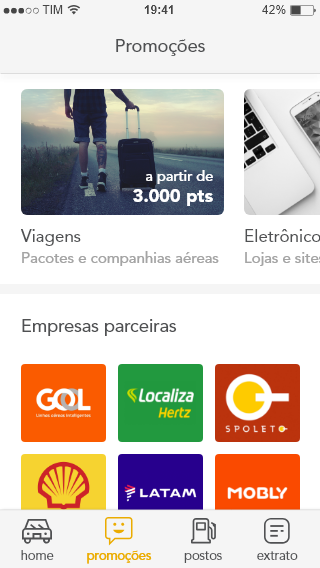 TIM 19:41 42%
Promoções
a partir de
3.000 pts
Viagens
Pacotes e companhias aéreas
Eletrônico
Lojas e sites
Empresas parceiras
GOL
Linhas aéreas inteligentes
Localiza
Hertz
SPOLETO
LATAM
MOBLY
home promoções postos extrato